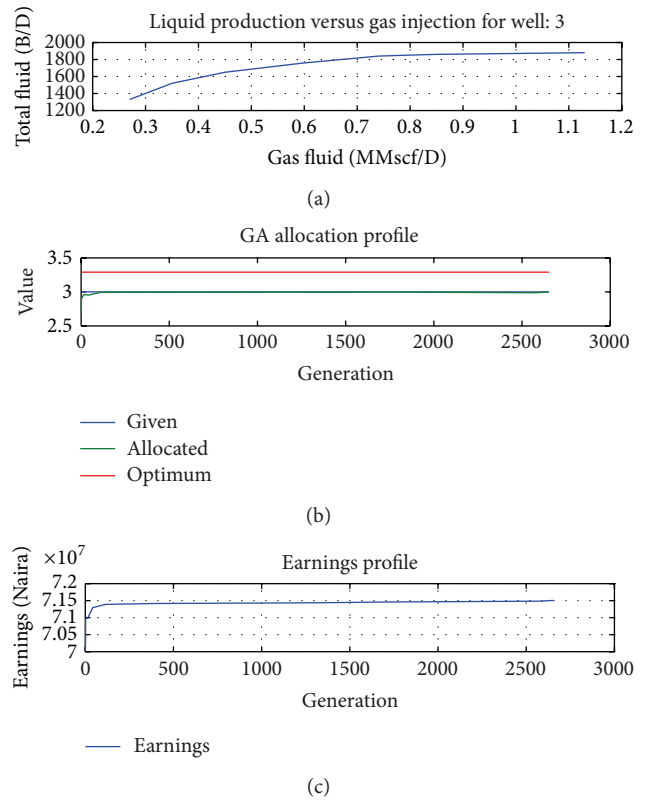 Liquid production versus gas injection for well: 3
Total fluid (B/D)
2000
1800
1600
1400
1200
0.2 0.3 0.4 0.5 0.6 0.7 0.8 0.9 1 1.1 1.2
Gas fluid (MMscf/D)
(a)
GA allocation profile
Value
3.5
3
2.5
0 500 1000 1500 2000 2500 3000
Generation
Given
Allocated
Optimum
(b)
×10⁷
Earnings profile
Earnings (Naira)
7.2
7.15
7.1
7.05
7
0 500 1000 1500 2000 2500 3000
Generation
Earnings
(c)